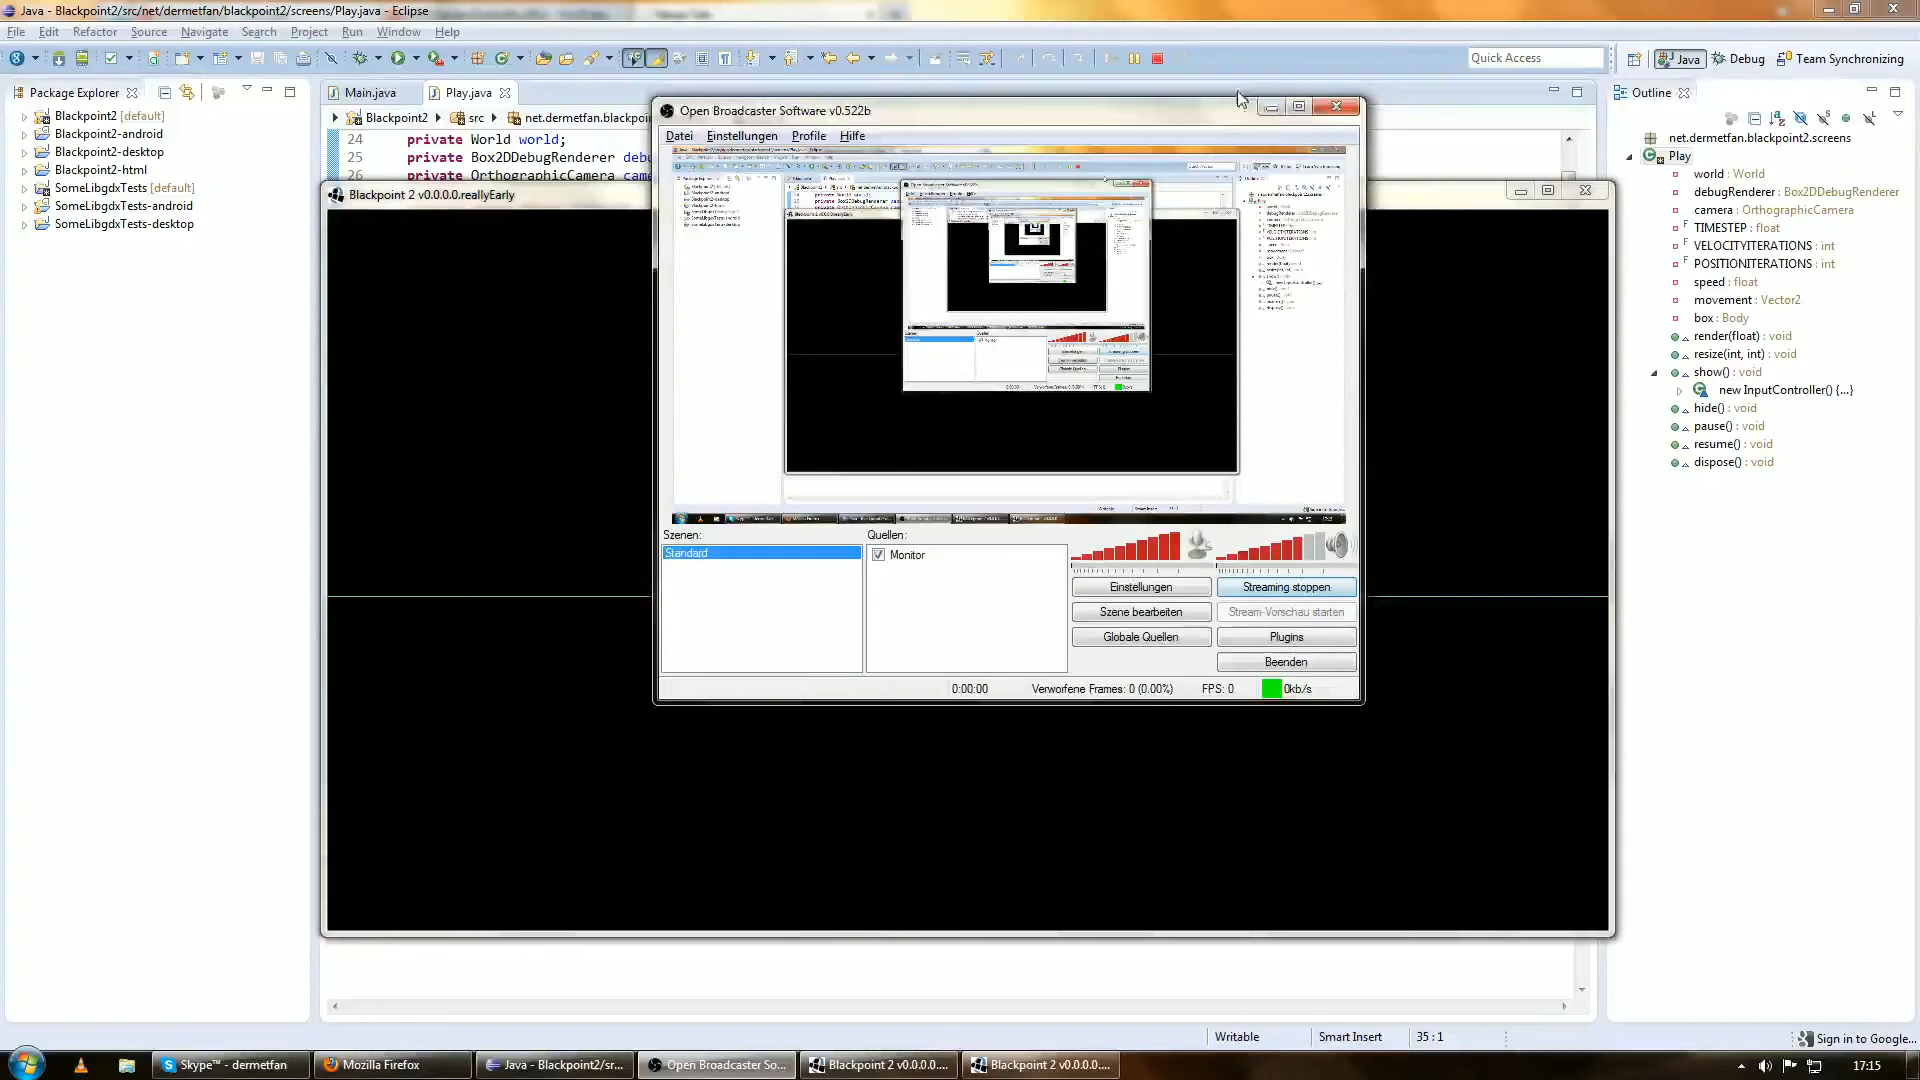 Java - Blackpoint2/src/net/dermetfan/blackpoint2/screens/Play.java - Eclipse
File Edit Refactor Source Navigate Search Project Run Window Help
Quick Access
Java Debug Team Synchronizing
Package Explorer
Blackpoint2 [default]
Blackpoint2-android
Blackpoint2-desktop
Blackpoint2-html
SomeLibgdxTests [default]
SomeLibgdxTests-android
SomeLibgdxTests-desktop
Main.java Play.java
Blackpoint2 src net.dermetfan.blackpoin
24 private World world;
25 private Box2DDebugRenderer debu
26 private OrthographicCamera came
Blackpoint 2 v0.0.0.0.reallyEarly
Open Broadcaster Software v0.522b
Datei Einstellungen Profile Hilfe
Szenen:
Standard
Quellen:
Monitor
Einstellungen
Streaming stoppen
Szene bearbeiten
Stream-Vorschau starten
Globale Quellen
Plugins
Beenden
0:00:00 Verworfene Frames: 0 (0.00%) FPS: 0 0kb/s
Outline
net.dermetfan.blackpoint2.screens
Play
world : World
debugRenderer : Box2DDebugRenderer
camera : OrthographicCamera
F TIMESTEP : float
F VELOCITYITERATIONS : int
F POSITIONITERATIONS : int
speed : float
movement : Vector2
box : Body
render(float) : void
resize(int, int) : void
show() : void
new InputController() {...}
hide() : void
pause() : void
resume() : void
dispose() : void
Writable Smart Insert 35 : 1
Sign in to Google...
Skype™ - dermetfan
Mozilla Firefox
Java - Blackpoint2/sr...
Open Broadcaster So...
Blackpoint 2 v0.0.0.0....
Blackpoint 2 v0.0.0.0....
17:15